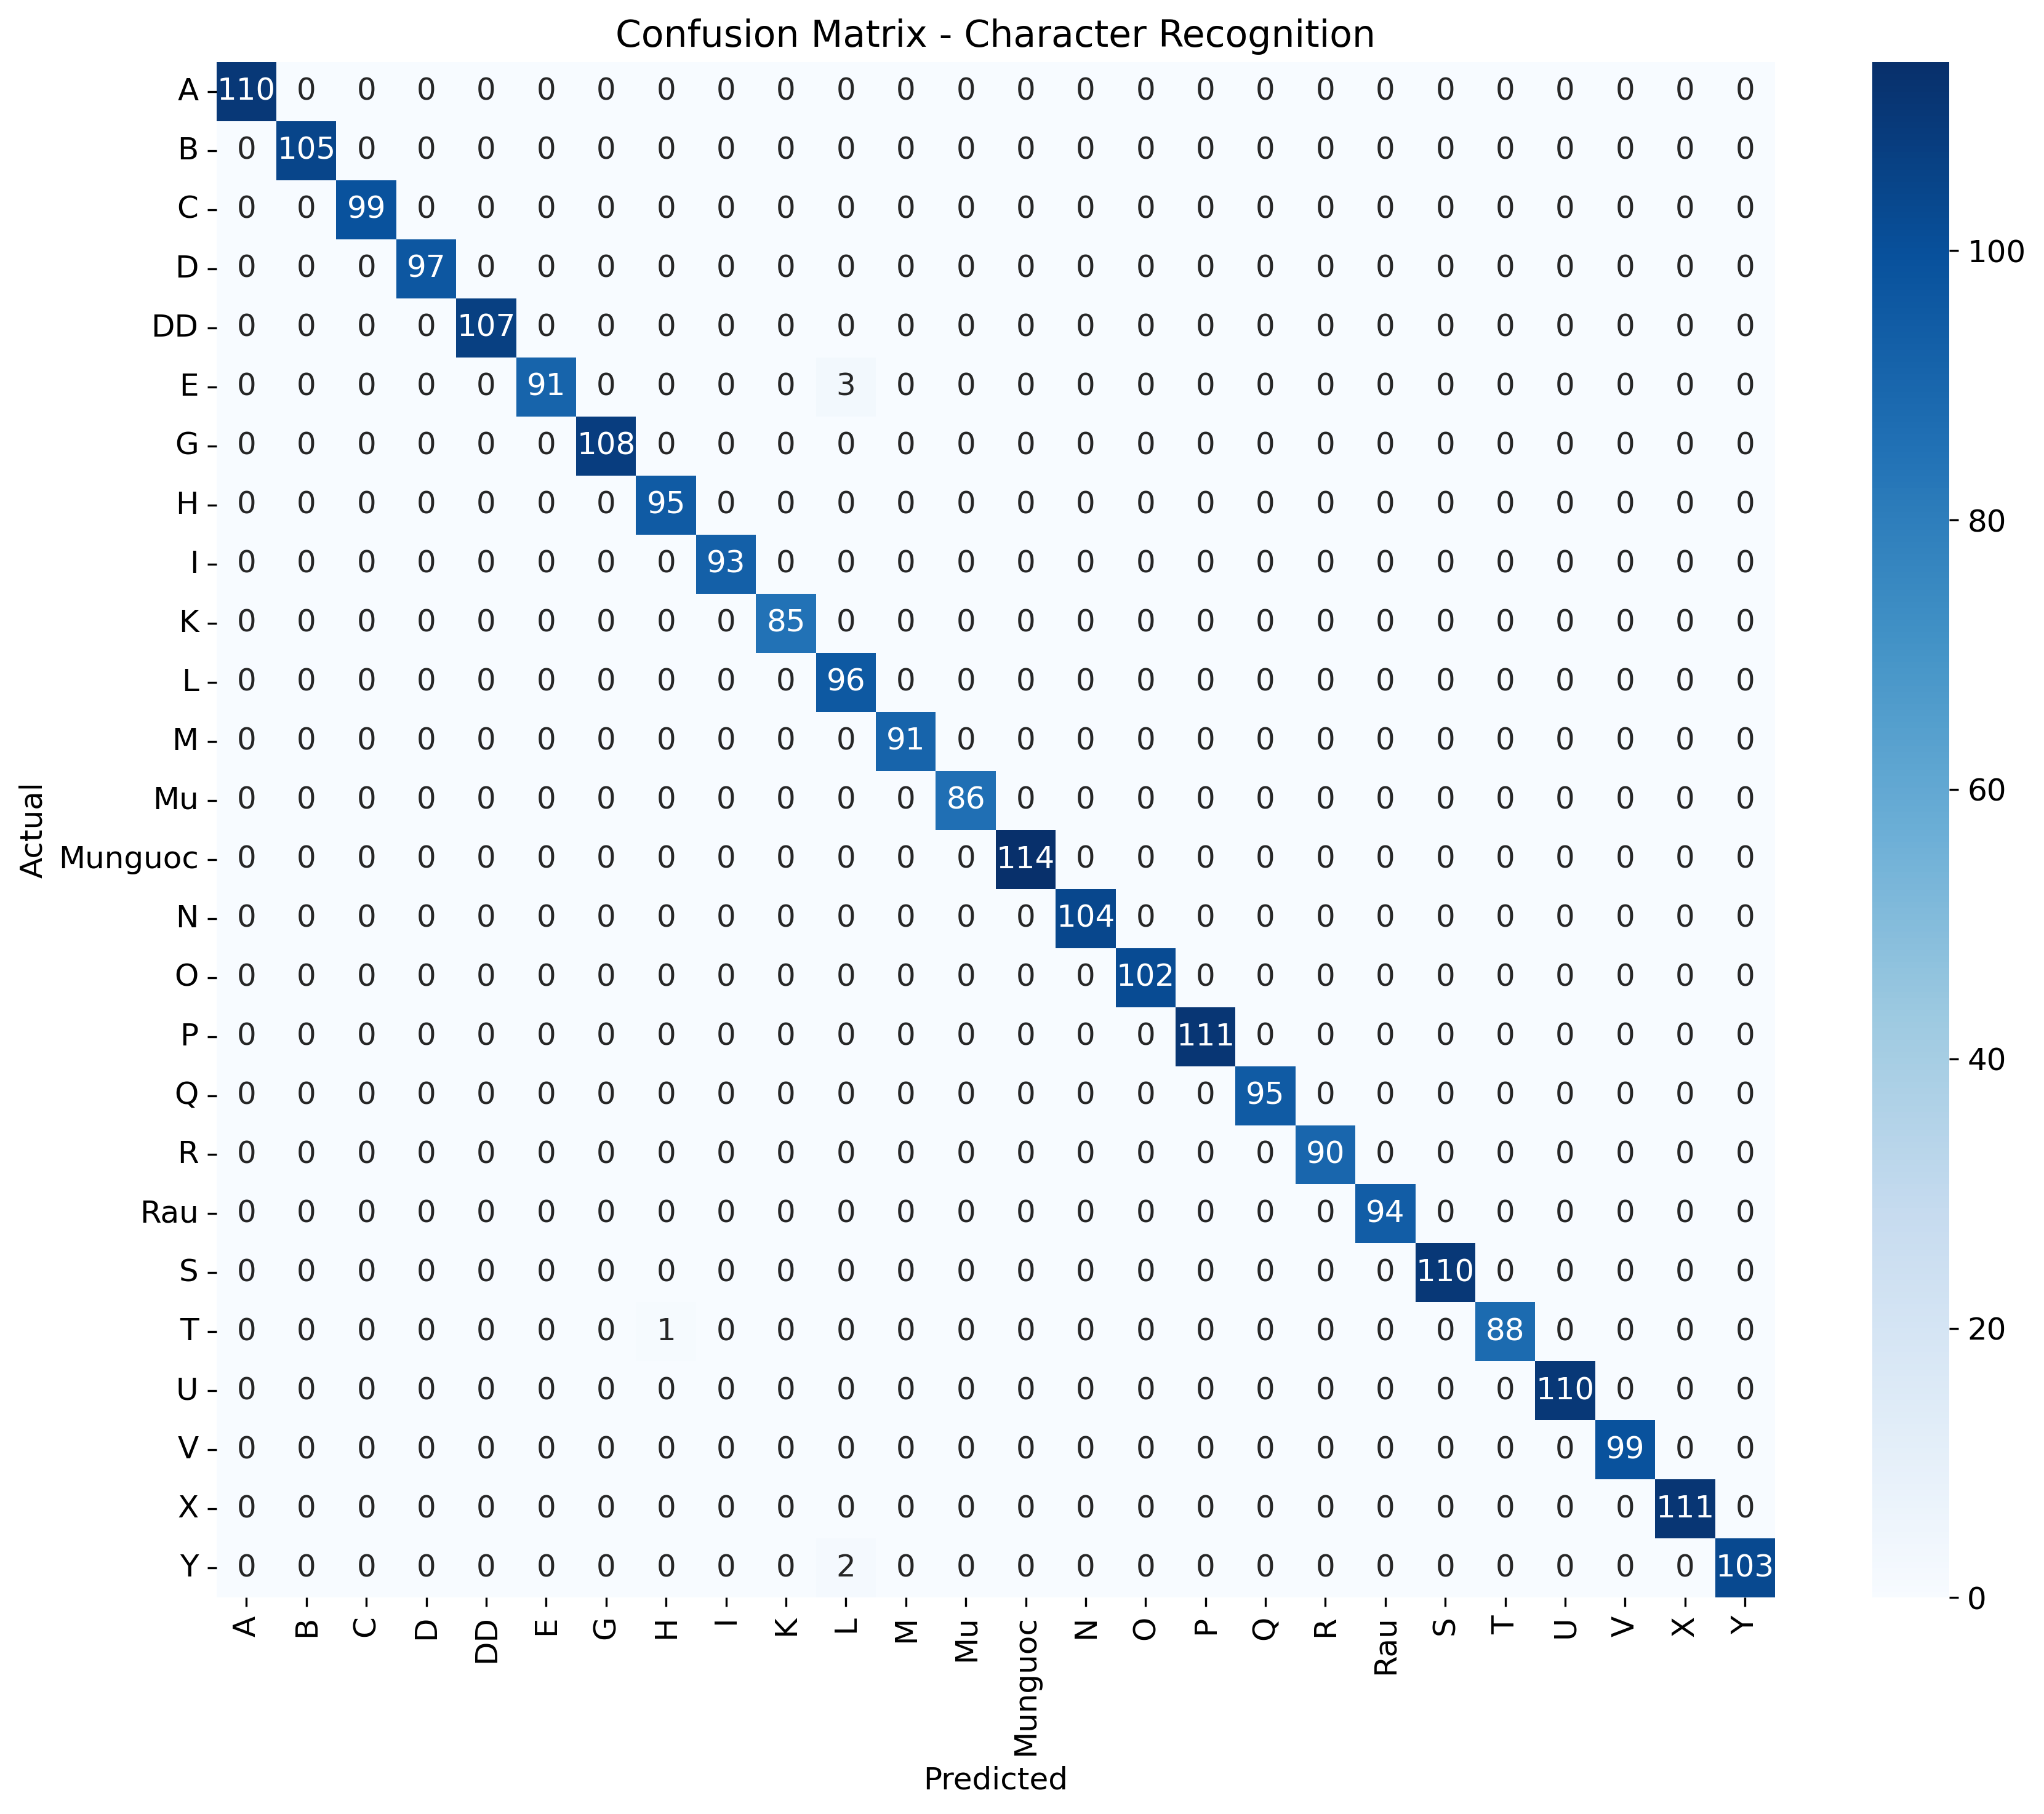 Confusion Matrix - Character Recognition
A 110 0 0 0 0 0 0 0 0 0 0 0 0 0 0 0 0 0 0 0 0 0 0 0 0 0
B 0 105 0 0 0 0 0 0 0 0 0 0 0 0 0 0 0 0 0 0 0 0 0 0 0 0
C 0 0 99 0 0 0 0 0 0 0 0 0 0 0 0 0 0 0 0 0 0 0 0 0 0 0
D 0 0 0 97 0 0 0 0 0 0 0 0 0 0 0 0 0 0 0 0 0 0 0 0 0 0
DD 0 0 0 0 107 0 0 0 0 0 0 0 0 0 0 0 0 0 0 0 0 0 0 0 0 0
E 0 0 0 0 0 91 0 0 0 0 3 0 0 0 0 0 0 0 0 0 0 0 0 0 0 0
G 0 0 0 0 0 0 108 0 0 0 0 0 0 0 0 0 0 0 0 0 0 0 0 0 0 0
H 0 0 0 0 0 0 0 95 0 0 0 0 0 0 0 0 0 0 0 0 0 0 0 0 0 0
I 0 0 0 0 0 0 0 0 93 0 0 0 0 0 0 0 0 0 0 0 0 0 0 0 0 0
K 0 0 0 0 0 0 0 0 0 85 0 0 0 0 0 0 0 0 0 0 0 0 0 0 0 0
L 0 0 0 0 0 0 0 0 0 0 96 0 0 0 0 0 0 0 0 0 0 0 0 0 0 0
M 0 0 0 0 0 0 0 0 0 0 0 91 0 0 0 0 0 0 0 0 0 0 0 0 0 0
Mu 0 0 0 0 0 0 0 0 0 0 0 0 86 0 0 0 0 0 0 0 0 0 0 0 0 0
Munguoc 0 0 0 0 0 0 0 0 0 0 0 0 0 114 0 0 0 0 0 0 0 0 0 0 0 0
N 0 0 0 0 0 0 0 0 0 0 0 0 0 0 104 0 0 0 0 0 0 0 0 0 0 0
O 0 0 0 0 0 0 0 0 0 0 0 0 0 0 0 102 0 0 0 0 0 0 0 0 0 0
P 0 0 0 0 0 0 0 0 0 0 0 0 0 0 0 0 111 0 0 0 0 0 0 0 0 0
Q 0 0 0 0 0 0 0 0 0 0 0 0 0 0 0 0 0 95 0 0 0 0 0 0 0 0
R 0 0 0 0 0 0 0 0 0 0 0 0 0 0 0 0 0 0 90 0 0 0 0 0 0 0
Rau 0 0 0 0 0 0 0 0 0 0 0 0 0 0 0 0 0 0 0 94 0 0 0 0 0 0
S 0 0 0 0 0 0 0 0 0 0 0 0 0 0 0 0 0 0 0 0 110 0 0 0 0 0
T 0 0 0 0 0 0 0 1 0 0 0 0 0 0 0 0 0 0 0 0 0 88 0 0 0 0
U 0 0 0 0 0 0 0 0 0 0 0 0 0 0 0 0 0 0 0 0 0 0 110 0 0 0
V 0 0 0 0 0 0 0 0 0 0 0 0 0 0 0 0 0 0 0 0 0 0 0 99 0 0
X 0 0 0 0 0 0 0 0 0 0 0 0 0 0 0 0 0 0 0 0 0 0 0 0 111 0
Y 0 0 0 0 0 0 0 0 0 0 2 0 0 0 0 0 0 0 0 0 0 0 0 0 0 103
A B C D DD E G H I K L M Mu Munguoc N O P Q R Rau S T U V X Y
Predicted
Actual
100
80
60
40
20
0